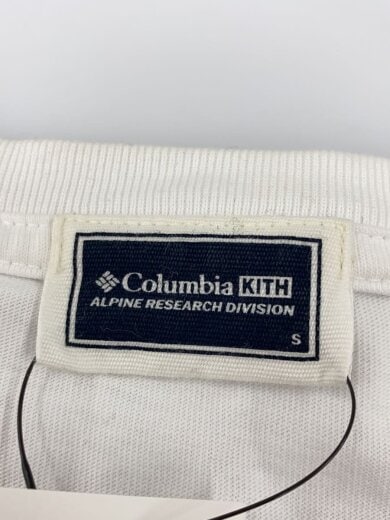 Columbia KITH
ALPINE RESEARCH DIVISION
S